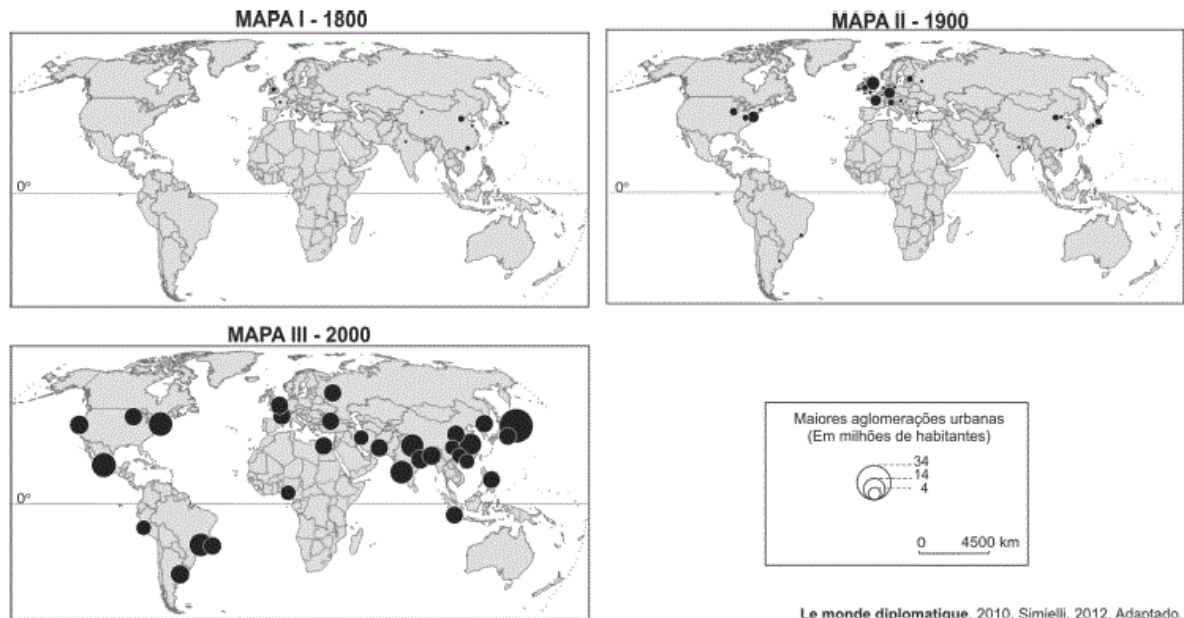 MAPA I - 1800
MAPA II - 1900
0°
0°
MAPA III - 2000
0°
Maiores aglomerações urbanas
(Em milhões de habitantes)
34
14
4
0 4500 km
Le monde diplomatique, 2010. Simielli, 2012. Adaptado.